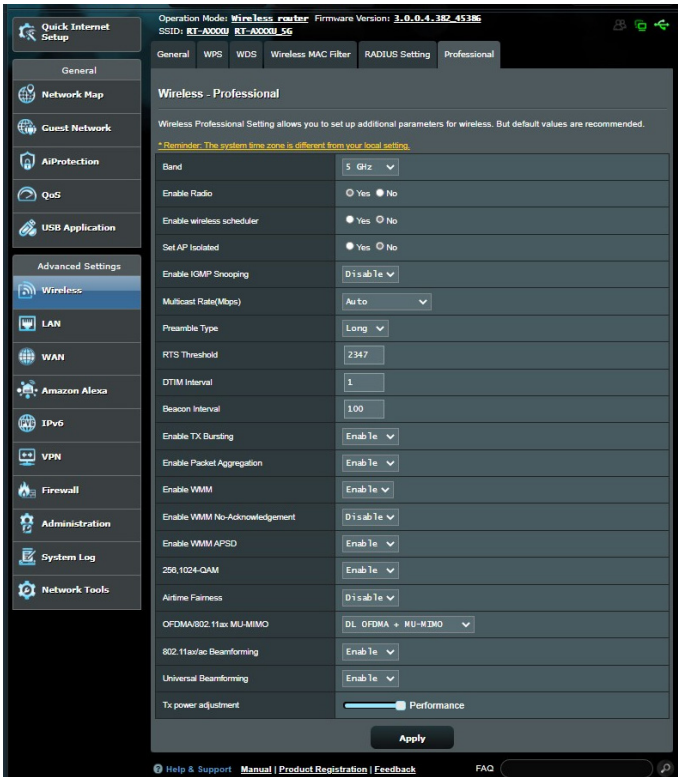 Quick Internet
Setup
General
Network Map
Guest Network
AiProtection
QoS
USB Application
Advanced Settings
Wireless
LAN
WAN
Amazon Alexa
IPv6
VPN
Firewall
Administration
System Log
Network Tools
Operation Mode: Wireless router Firmware Version: 3.0.0.4.382_45386
SSID: RT-AXXXU RT-AXXXU_5G
General WPS WDS Wireless MAC Filter RADIUS Setting Professional
Wireless - Professional
Wireless Professional Setting allows you to set up additional parameters for wireless. But default values are recommended.
* Reminder: The system time zone is different from your local setting.
Band 5 GHz
Enable Radio Yes No
Enable wireless scheduler Yes No
Set AP Isolated Yes No
Enable IGMP Snooping Disable
Multicast Rate(Mbps) Auto
Preamble Type Long
RTS Threshold 2347
DTIM Interval 1
Beacon Interval 100
Enable TX Bursting Enable
Enable Packet Aggregation Enable
Enable WMM Enable
Enable WMM No-Acknowledgement Disable
Enable WMM APSD Enable
256,1024-QAM Enable
Airtime Fairness Disable
OFDMA/802.11ax MU-MIMO DL OFDMA + MU-MIMO
802.11ax/ac Beamforming Enable
Universal Beamforming Enable
Tx power adjustment Performance
Apply
Help & Support Manual | Product Registration | Feedback FAQ